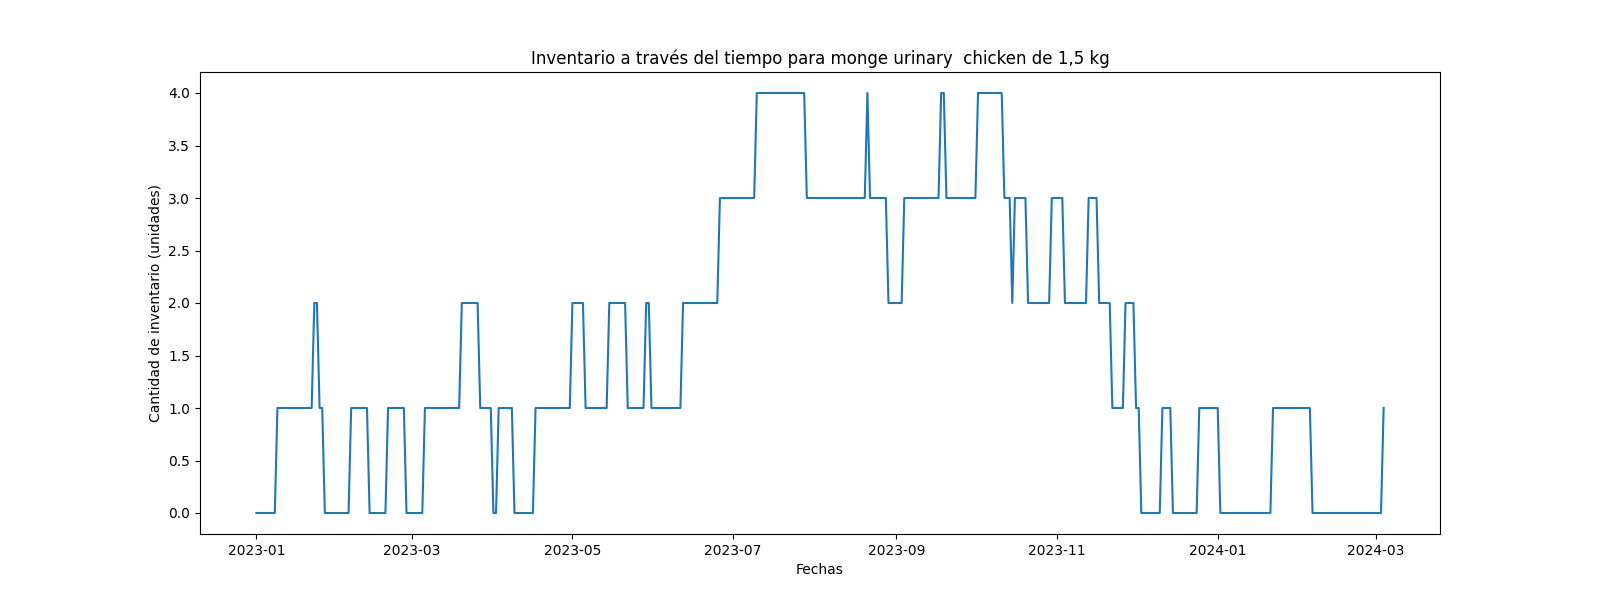 Inventario a través del tiempo para monge urinary  chicken de 1,5 kg
Cantidad de inventario (unidades)
4.0
3.5
3.0
2.5
2.0
1.5
1.0
0.5
0.0
2023-01 2023-03 2023-05 2023-07 2023-09 2023-11 2024-01 2024-03
Fechas